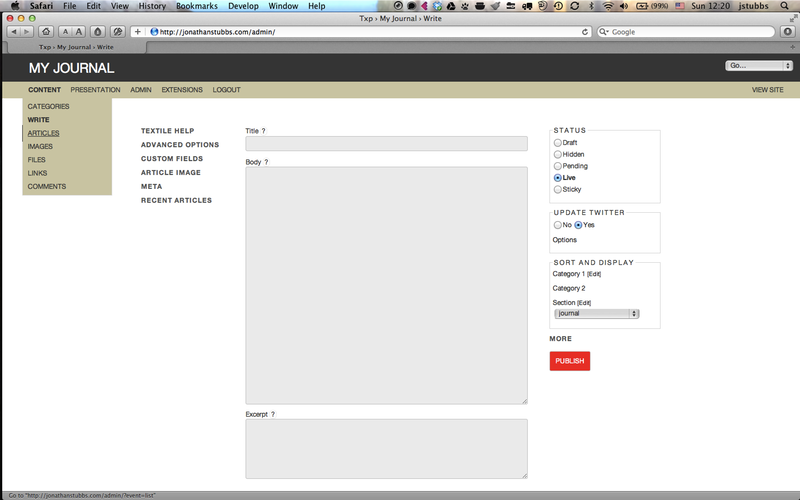 Safari File Edit View History Bookmarks Develop Window Help (99%) Sun 12:20 jstubbs
Txp › My Journal › Write
http://jonathanstubbs.com/admin/ Google
Txp › My Journal › Write
MY JOURNAL Go...
CONTENT PRESENTATION ADMIN EXTENSIONS LOGOUT VIEW SITE
CATEGORIES
WRITE
ARTICLES
IMAGES
FILES
LINKS
COMMENTS
TEXTILE HELP
ADVANCED OPTIONS
CUSTOM FIELDS
ARTICLE IMAGE
META
RECENT ARTICLES
Title ?
Body ?
Excerpt ?
STATUS
Draft
Hidden
Pending
Live
Sticky
UPDATE TWITTER
No Yes
Options
SORT AND DISPLAY
Category 1 [Edit]
Category 2
Section [Edit]
journal
MORE
PUBLISH
Go to "http://jonathanstubbs.com/admin/?event=list"